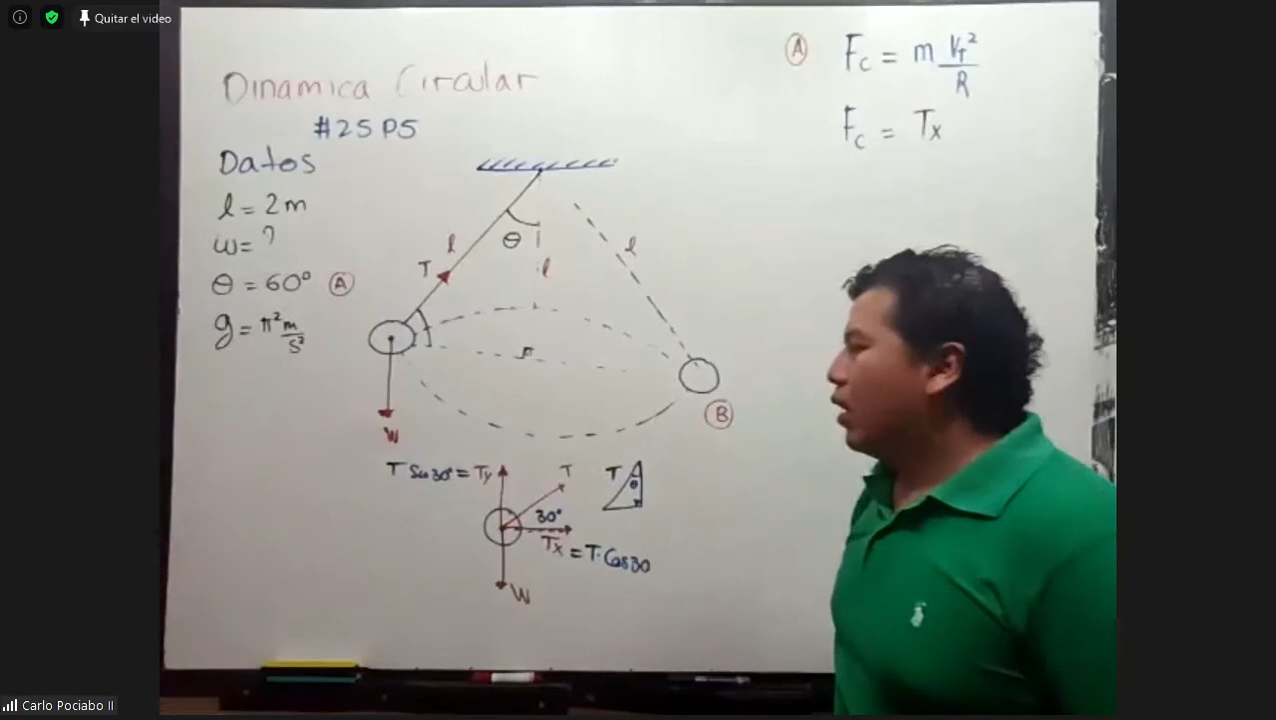 Quitar el video
Dinamica Circular
#25 P5
Datos
l = 2m
w = ?
θ = 60°
g = π² m/s²
A
T
l
θ
l
l
r
W
B
T Sen30° = Ty
T
30°
Tx = T·Cos30
W
T
θ
A
Fc = m VT²/R
Fc = Tx
Carlo Pociabo II